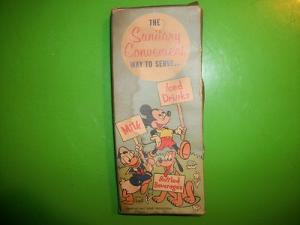 THE
Sanitary
Convenient
WAY TO SERVE...
Iced
Drinks
Milk
Bottled
Beverages